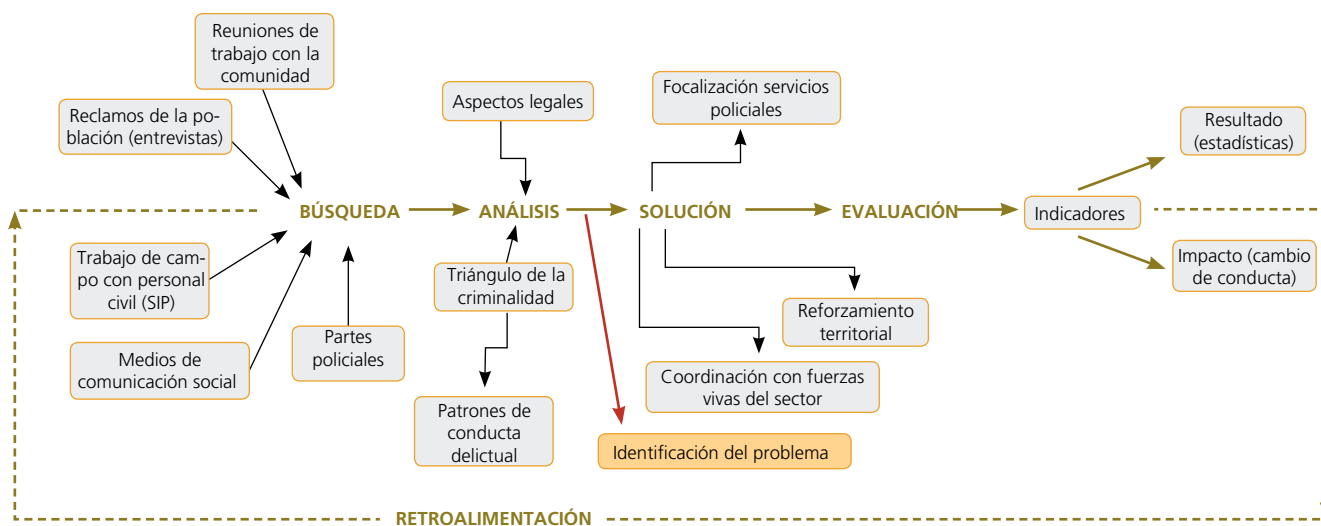 Reuniones de
trabajo con la
comunidad
Reclamos de la po-
blación (entrevistas)
Aspectos legales
Focalización servicios
policiales
Resultado
(estadísticas)
BÚSQUEDA
ANÁLISIS
SOLUCIÓN
EVALUACIÓN
Indicadores
Trabajo de cam-
po con personal
civil (SIP)
Triángulo de la
criminalidad
Impacto (cambio
de conducta)
Medios de
comunicación social
Partes
policiales
Reforzamiento
territorial
Coordinación con fuerzas
vivas del sector
Patrones de
conducta
delictual
Identificación del problema
RETROALIMENTACIÓN